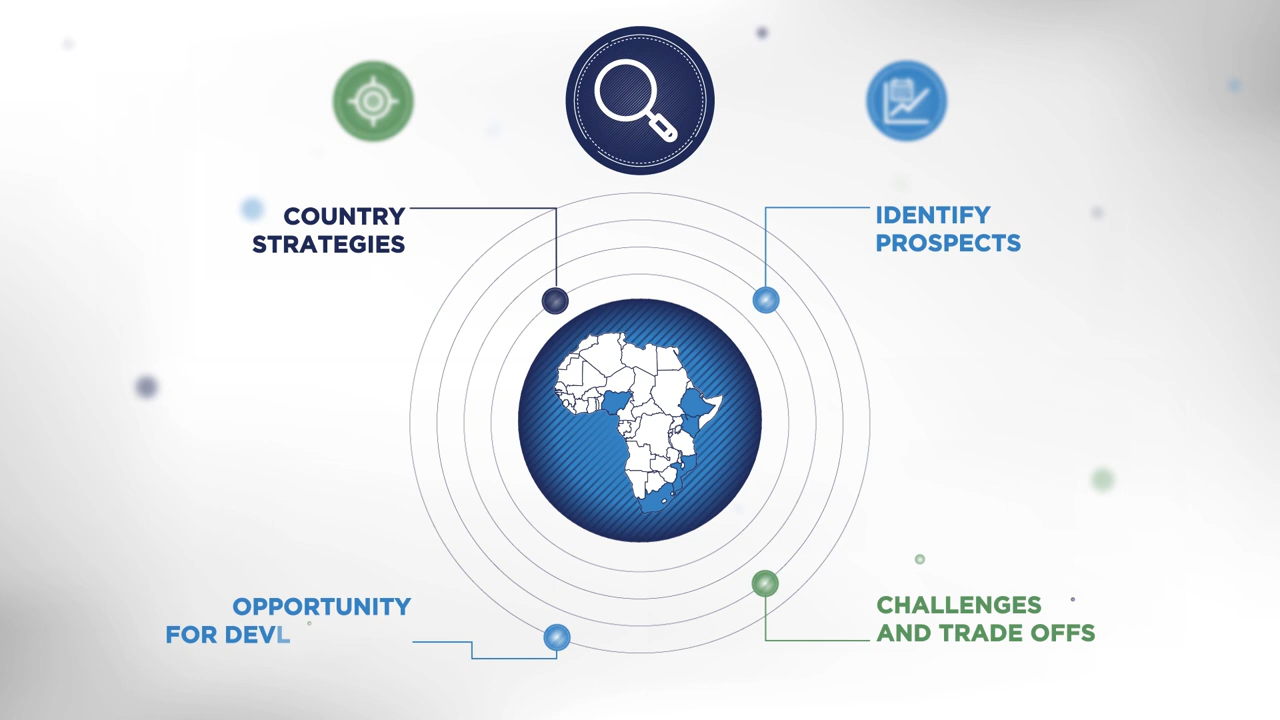 COUNTRY
STRATEGIES
IDENTIFY
PROSPECTS
OPPORTUNITY
FOR DEVL
CHALLENGES
AND TRADE OFFS